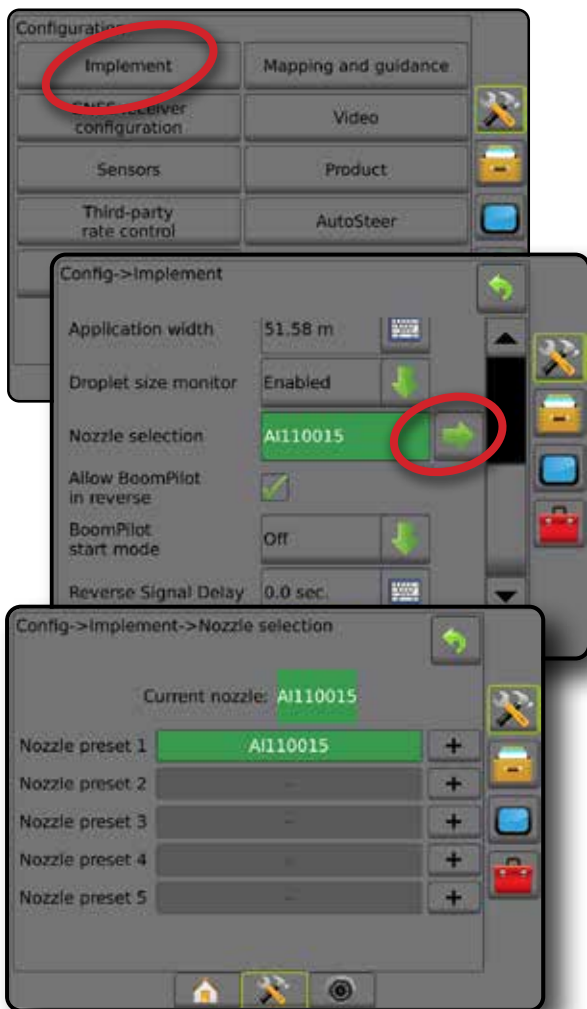 Configuration
Implement
Mapping and guidance
GNSS receiver
configuration
Video
Sensors
Product
Third-party
rate control
AutoSteer
Config->Implement
Application width
51.58 m
Droplet size monitor
Enabled
Nozzle selection
AI110015
Allow BoomPilot
in reverse
BoomPilot
start mode
Off
Reverse Signal Delay
0.0 sec.
Config->Implement->Nozzle selection
Current nozzle: AI110015
Nozzle preset 1
AI110015
+
Nozzle preset 2
–
+
Nozzle preset 3
–
+
Nozzle preset 4
–
+
Nozzle preset 5
–
+